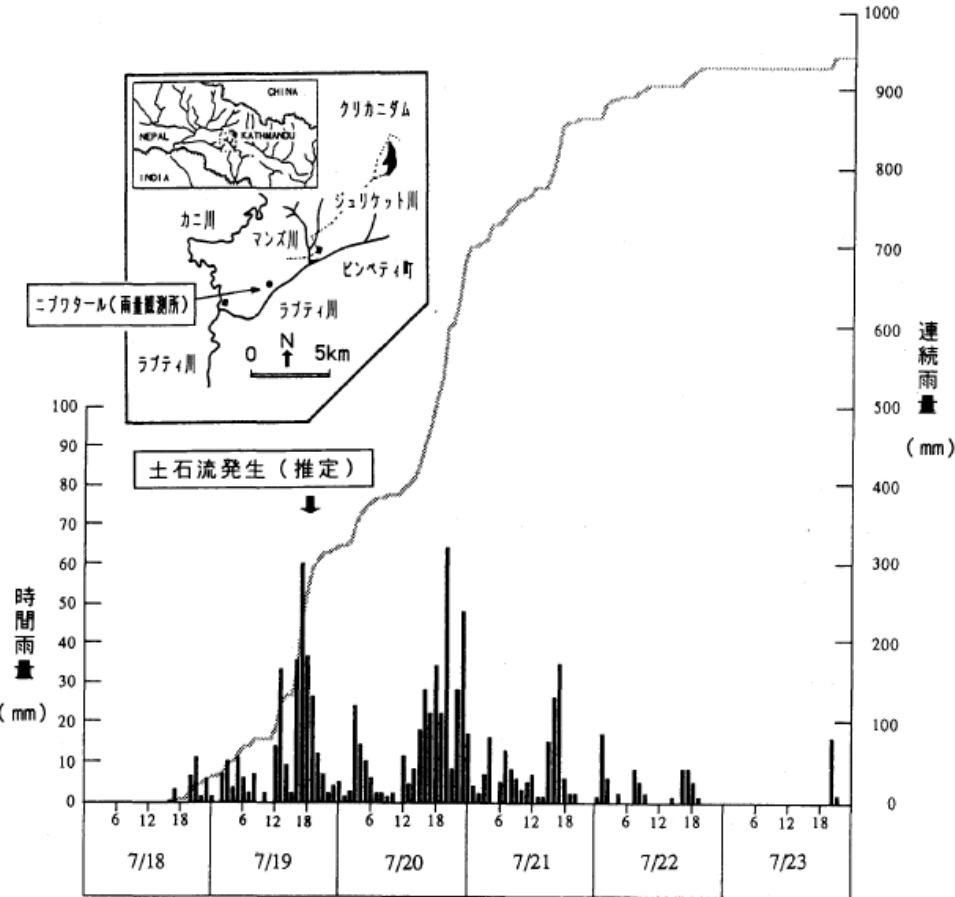 CHINA
NEPAL
KATHMANDU
INDIA
クリカニダム
カニ川
マンズ川
ジュリケット川
ビンペティ町
ニブワタール(雨量観測所)
ラプティ川
ラプティ川
0 N 5km
土石流発生(推定)
時間雨量
(mm)
100
90
80
70
60
50
40
30
20
10
0
1000
900
800
700
600
500
400
300
200
100
0
連続雨量
(mm)
6 12 18 6 12 18 6 12 18 6 12 18 6 12 18 6 12 18
7/18 7/19 7/20 7/21 7/22 7/23